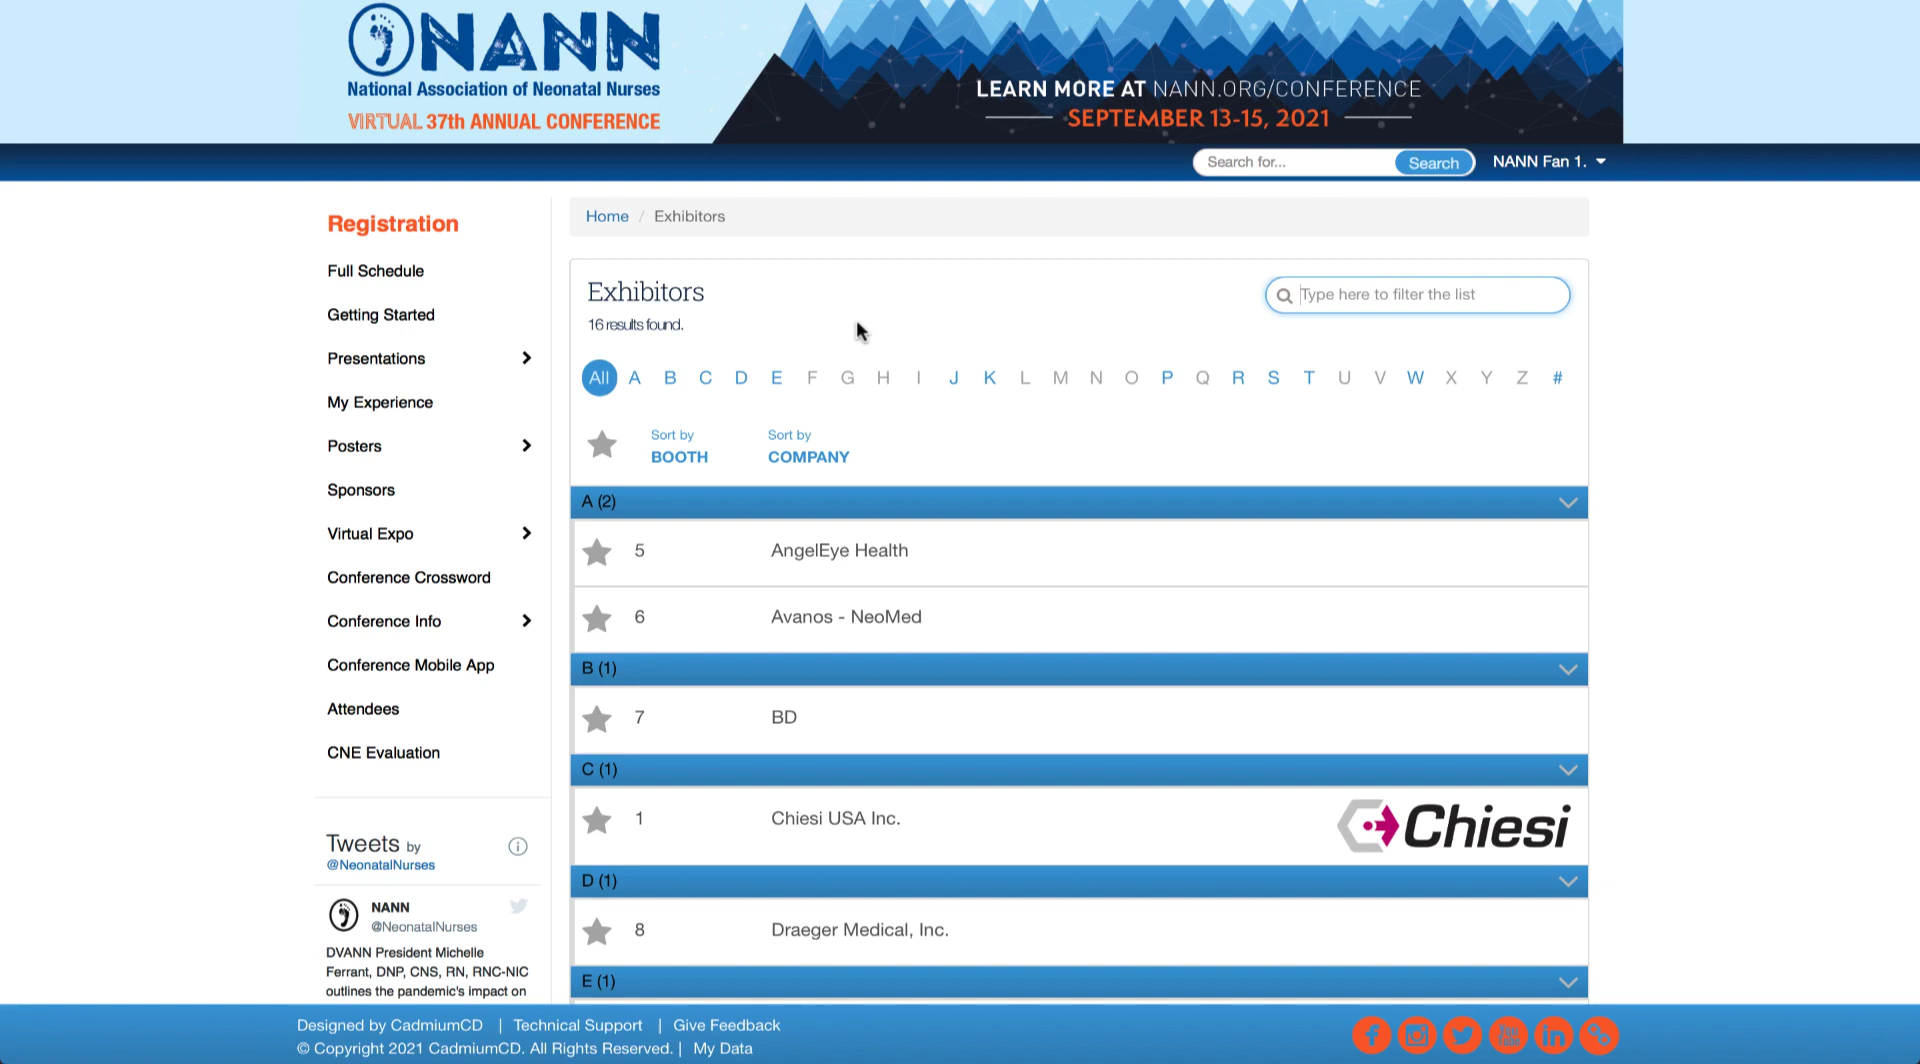 NANN
National Association of Neonatal Nurses
VIRTUAL 37th ANNUAL CONFERENCE
LEARN MORE AT NANN.ORG/CONFERENCE
SEPTEMBER 13-15, 2021
Search for... Search NANN Fan 1.
Registration
Full Schedule
Getting Started
Presentations
My Experience
Posters
Sponsors
Virtual Expo
Conference Crossword
Conference Info
Conference Mobile App
Attendees
CNE Evaluation
Tweets by
@NeonatalNurses
NANN
@NeonatalNurses
DVANN President Michelle
Ferrant, DNP, CNS, RN, RNC-NIC
outlines the pandemic's impact on
Home / Exhibitors
Exhibitors
Type here to filter the list
16 results found.
All A B C D E F G H I J K L M N O P Q R S T U V W X Y Z #
Sort by BOOTH
Sort by COMPANY
A (2)
5 AngelEye Health
6 Avanos - NeoMed
B (1)
7 BD
C (1)
1 Chiesi USA Inc. Chiesi
D (1)
8 Draeger Medical, Inc.
E (1)
Designed by CadmiumCD | Technical Support | Give Feedback
© Copyright 2021 CadmiumCD. All Rights Reserved. | My Data
You Tube
in